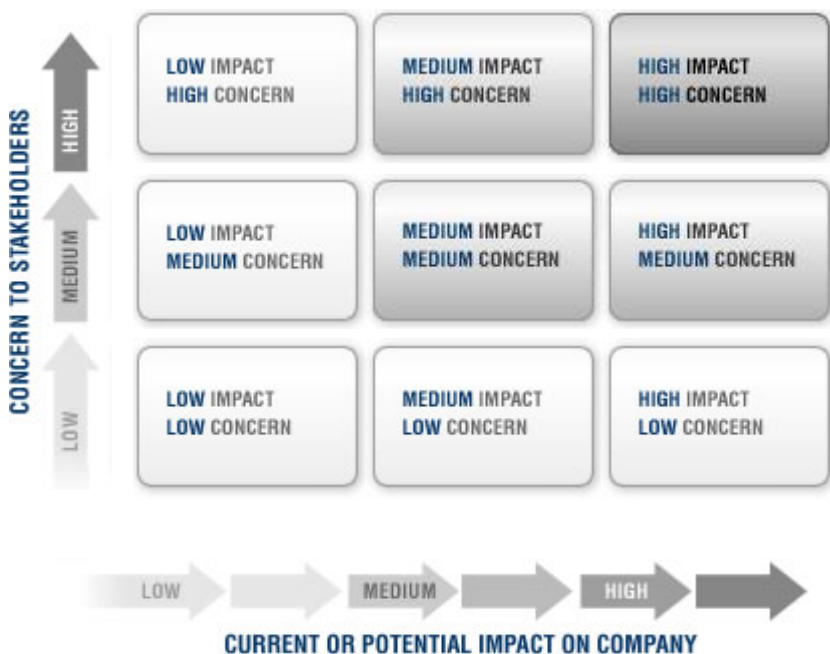 CONCERN TO STAKEHOLDERS
HIGH
LOW IMPACT
HIGH CONCERN
MEDIUM IMPACT
HIGH CONCERN
HIGH IMPACT
HIGH CONCERN
MEDIUM
LOW IMPACT
MEDIUM CONCERN
MEDIUM IMPACT
MEDIUM CONCERN
HIGH IMPACT
MEDIUM CONCERN
LOW
LOW IMPACT
LOW CONCERN
MEDIUM IMPACT
LOW CONCERN
HIGH IMPACT
LOW CONCERN
LOW
MEDIUM
HIGH
CURRENT OR POTENTIAL IMPACT ON COMPANY